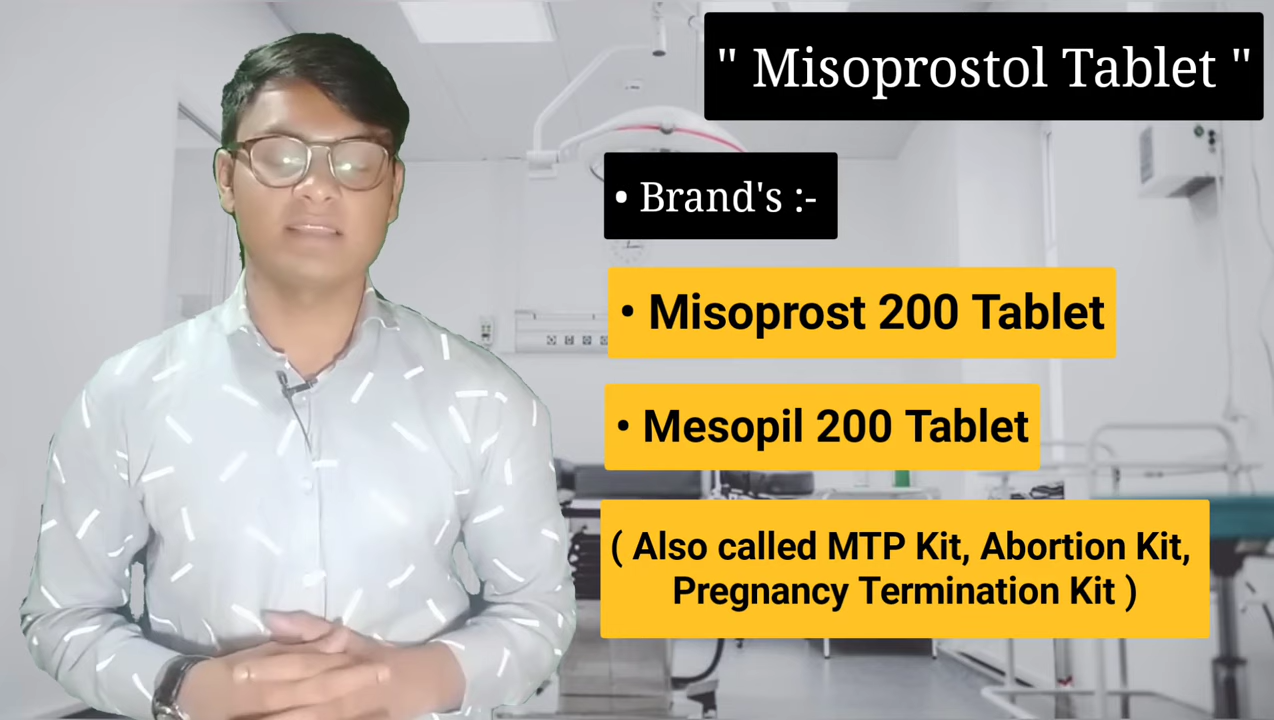 " Misoprostol Tablet "
• Brand's :-
• Misoprost 200 Tablet
• Mesopil 200 Tablet
( Also called MTP Kit, Abortion Kit,
Pregnancy Termination Kit )